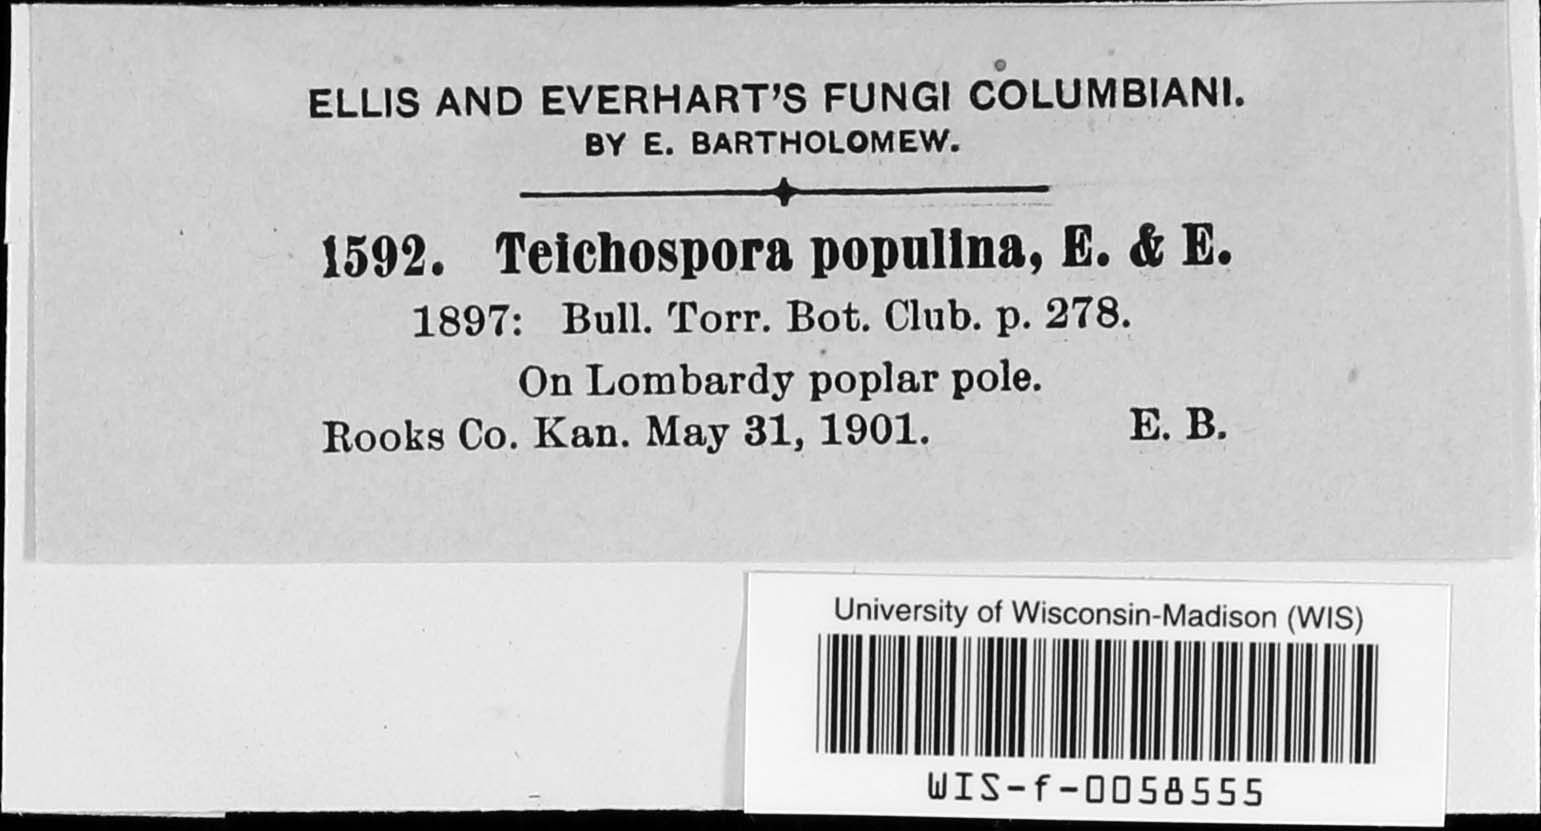 ELLIS AND EVERHART'S FUNGI COLUMBIANI.
BY E. BARTHOLOMEW.
1592. Teichospora populina, E. & E.
1897: Bull. Torr. Bot. Club. p. 278.
On Lombardy poplar pole.
Rooks Co. Kan. May 31, 1901. E. B.
University of Wisconsin-Madison (WIS)
WIS-f-0058555